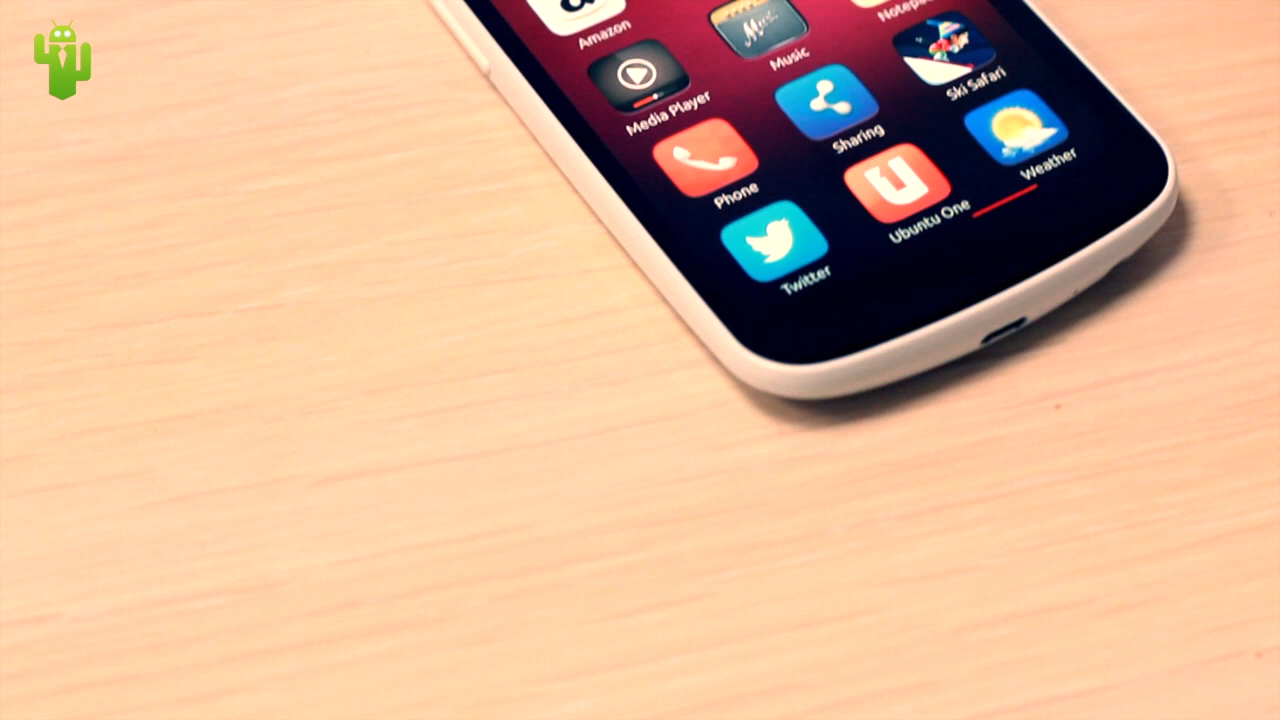 Amazon
Music
Media Player
Ski Safari
Sharing
Phone
Weather
Ubuntu One
Twitter